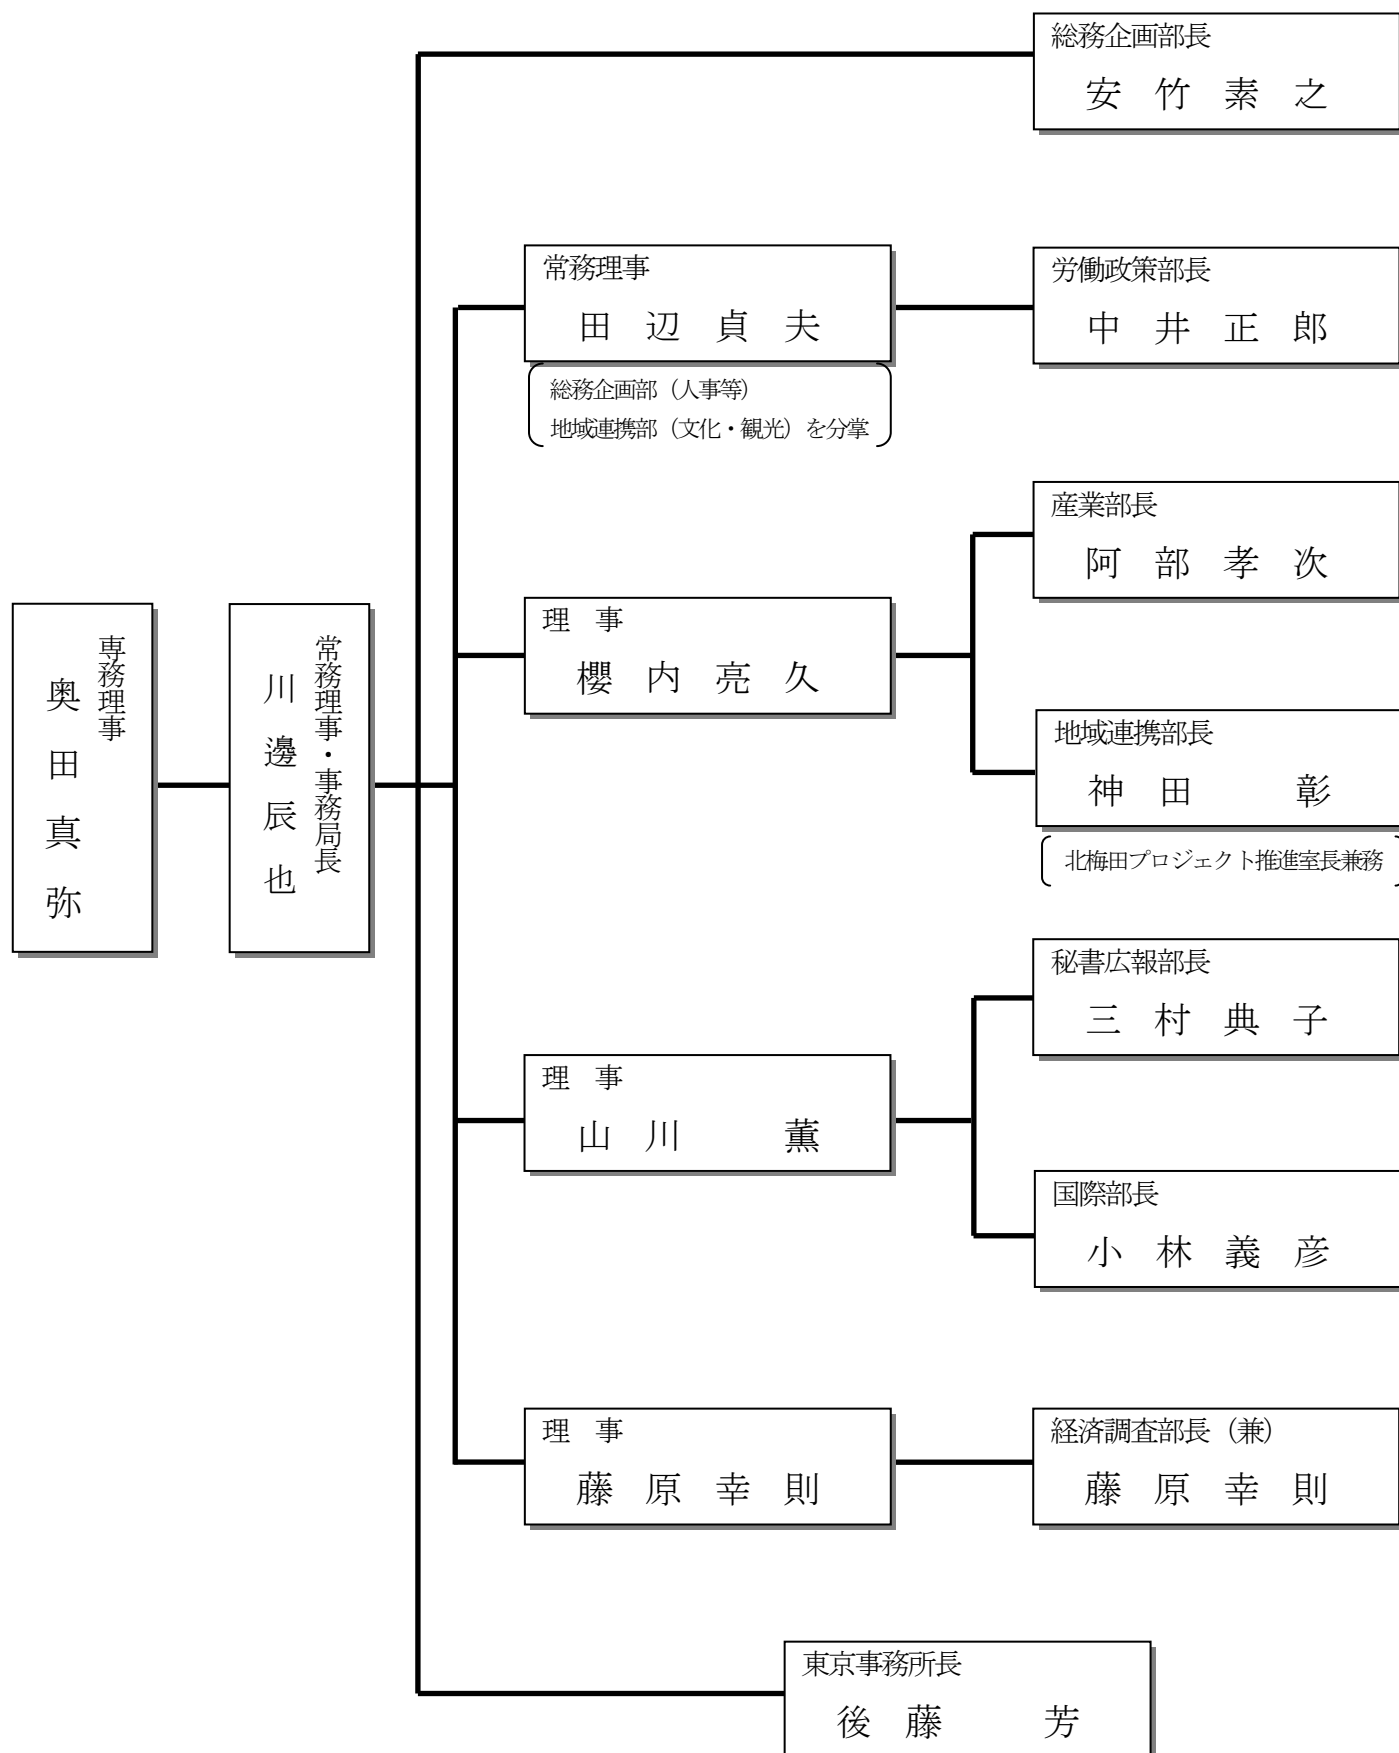 総務企画部長
安 竹 素 之
常務理事
田 辺 貞 夫
総務企画部（人事等）
地域連携部（文化・観光）を分掌
労働政策部長
中 井 正 郎
産業部長
阿 部 孝 次
理 事
櫻 内 亮 久
地域連携部長
神 田 彰
北梅田プロジェクト推進室長兼務
専務理事
奥 田 真 弥
常務理事・事務局長
川 邊 辰 也
秘書広報部長
三 村 典 子
理 事
山 川 薫
国際部長
小 林 義 彦
理 事
藤 原 幸 則
経済調査部長（兼）
藤 原 幸 則
東京事務所長
後 藤 芳